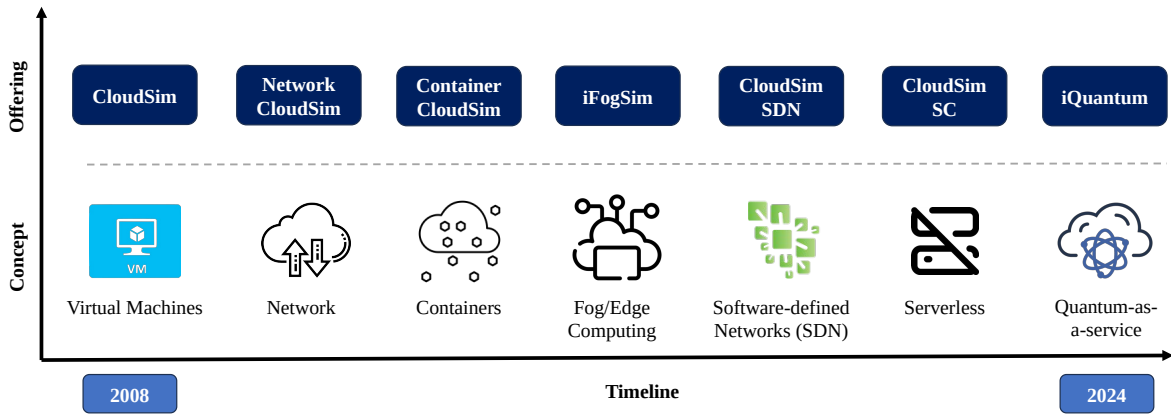 Offering
CloudSim
Network
CloudSim
Container
CloudSim
iFogSim
CloudSim
SDN
CloudSim
SC
iQuantum
Concept
VM
Virtual Machines
Network
Containers
Fog/Edge
Computing
Software-defined
Networks (SDN)
Serverless
Quantum-as-
a-service
2008
Timeline
2024